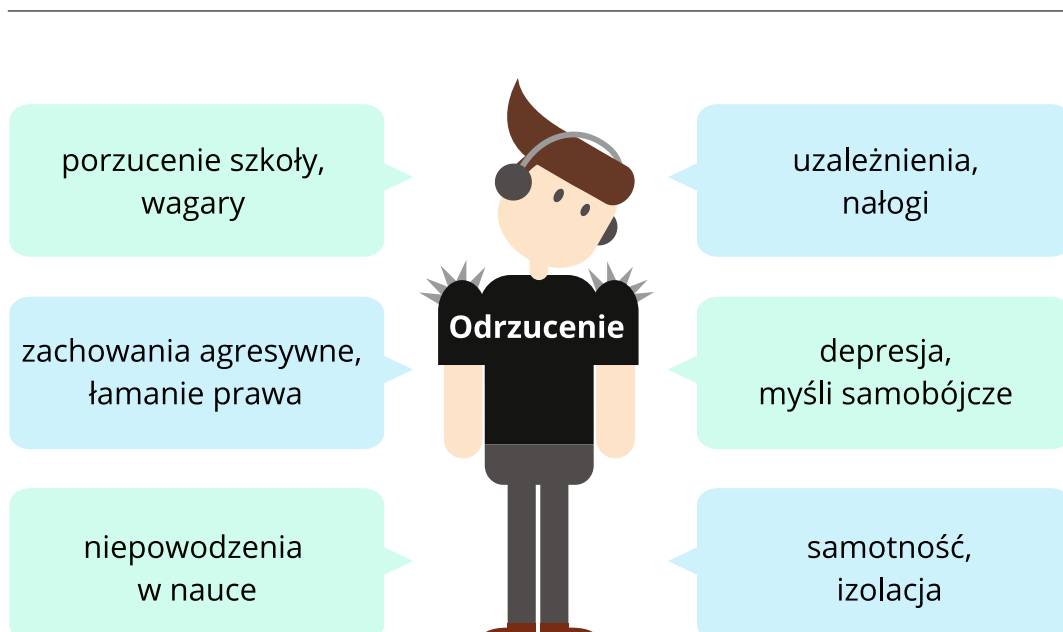 porzucenie szkoły,
wagary
uzależnienia,
nałogi
Odrzucenie
zachowania agresywne,
łamanie prawa
depresja,
myśli samobójcze
niepowodzenia
w nauce
samotność,
izolacja